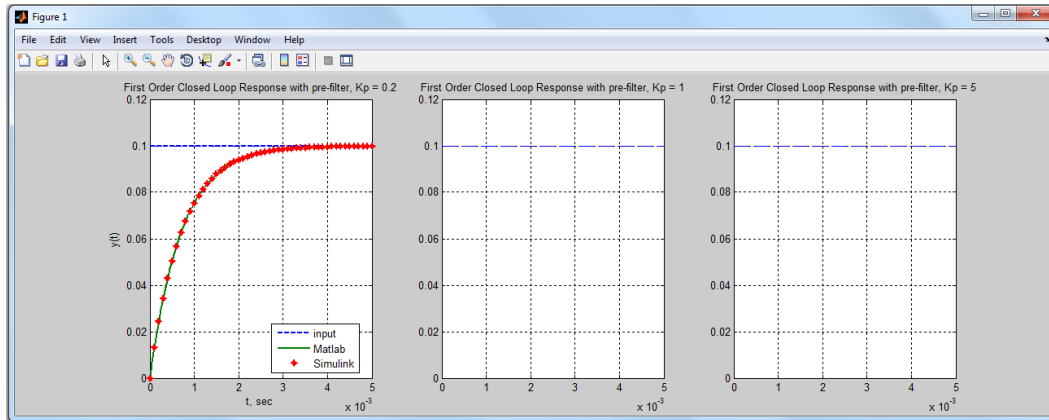 Figure 1
File Edit View Insert Tools Desktop Window Help
First Order Closed Loop Response with pre-filter, Kp = 0.2
0.12
0.1
0.08
0.06
0.04
0.02
0
y(t)
input
Matlab
Simulink
0 1 2 3 4 5
t, sec
x 10⁻³
First Order Closed Loop Response with pre-filter, Kp = 1
0.12
0.1
0.08
0.06
0.04
0.02
0
0 1 2 3 4 5
x 10⁻³
First Order Closed Loop Response with pre-filter, Kp = 5
0.12
0.1
0.08
0.06
0.04
0.02
0
0 1 2 3 4 5
x 10⁻³